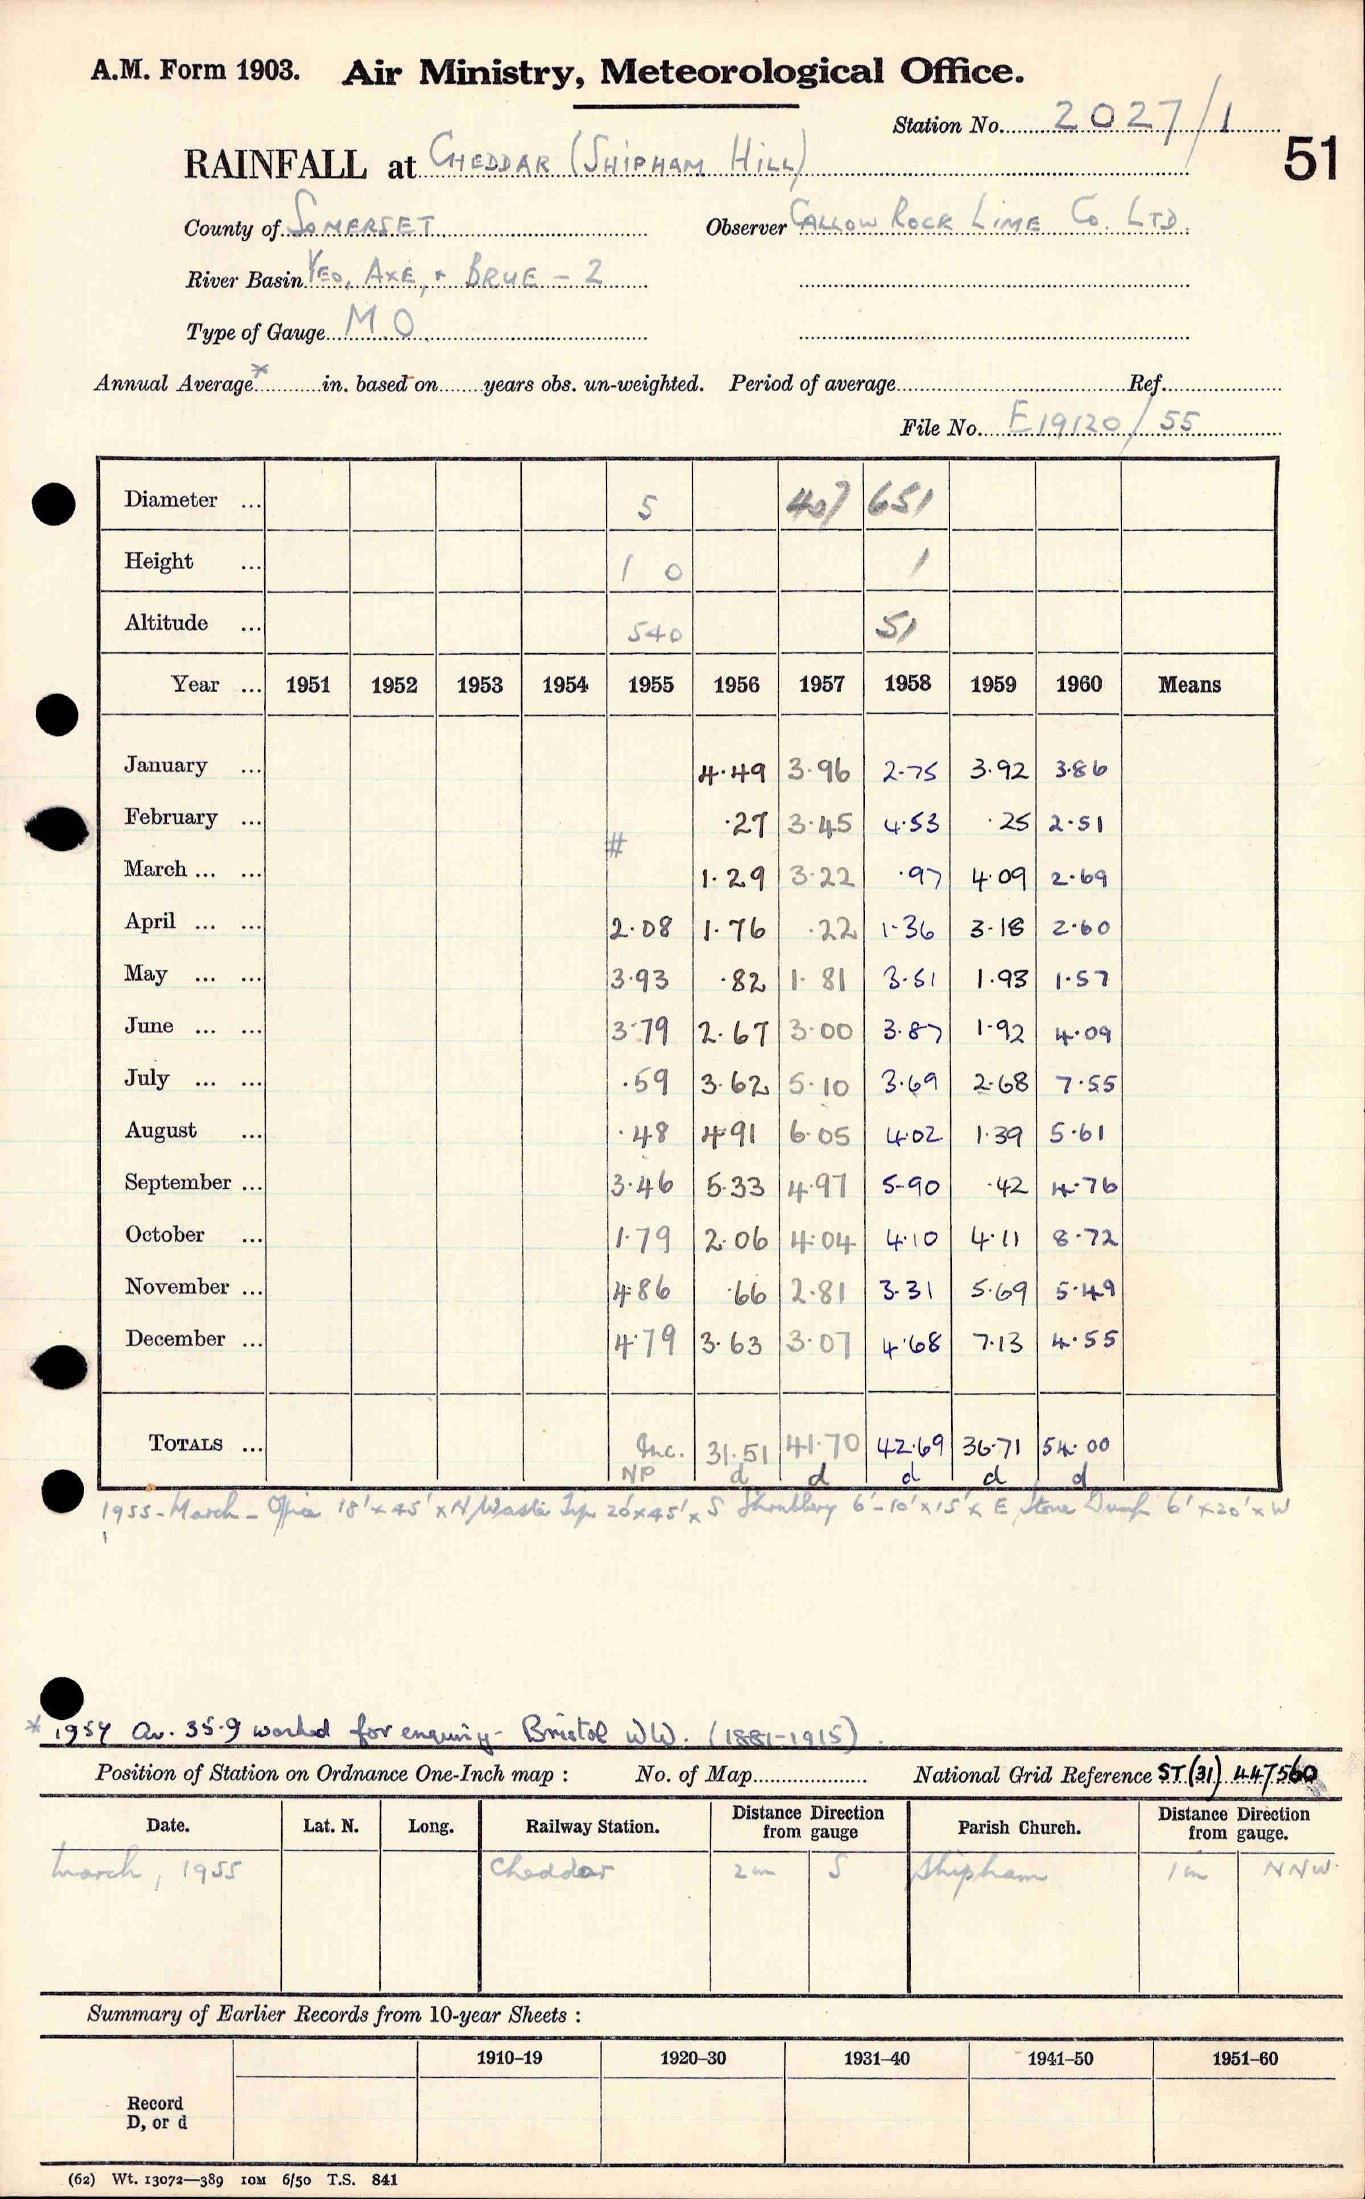 A.M. Form 1903. Air Ministry, Meteorological Office.
Station No. 2027/1
51
RAINFALL at CHEDDAR (SHIPHAM HILL)
County of SOMERSET Observer CALLOW ROCK LIME CO. LTD.
River Basin YEO, AXE, + BRUE - 2
Type of Gauge M O
Annual Average * in. based on years obs. un-weighted. Period of average Ref.
File No. E19120/55
Diameter ... 5 407 651
Height ... 1 0 1
Altitude ... 540 51
Year ... 1951 1952 1953 1954 1955 1956 1957 1958 1959 1960 Means
January ... 4.49 3.96 2.75 3.92 3.86
February ... .27 3.45 4.53 .25 2.51
#
March ... ... 1.29 3.22 .97 4.09 2.69
April ... ... 2.08 1.76 .22 1.36 3.18 2.60
May ... ... 3.93 .82 1.81 3.51 1.93 1.57
June ... ... 3.79 2.67 3.00 3.87 1.92 4.09
July ... ... .59 3.62 5.10 3.69 2.68 7.55
August ... .48 4.91 6.05 4.02 1.39 5.61
September ... 3.46 5.33 4.97 5.90 .42 4.76
October ... 1.79 2.06 4.04 4.10 4.11 8.72
November ... 4.86 .66 2.81 3.31 5.69 5.49
December ... 4.79 3.63 3.07 4.68 7.13 4.55
TOTALS ... Inc. 31.51 41.70 42.69 36.71 54.00
NP d d d d d
1955 - March - Office 18'x 45' x N Waste Tip 20'x45' x S Shrubbery 6'-10' x 15' x E Stone Dump 6' x 20' x W
* 1957 Av. 35.9 worked for enquiry - Bristol WW. (1881-1915).
Position of Station on Ordnance One-Inch map : No. of Map National Grid Reference ST (31) 447560
Date. Lat. N. Long. Railway Station. Distance Direction from gauge Parish Church. Distance Direction from gauge.
March, 1955 Cheddar 2m S Shipham 1m NNW
Summary of Earlier Records from 10-year Sheets :
1910–19 1920–30 1931–40 1941–50 1951–60
Record
D, or d
(62) Wt. 13072—389 10M 6/50 T.S. 841